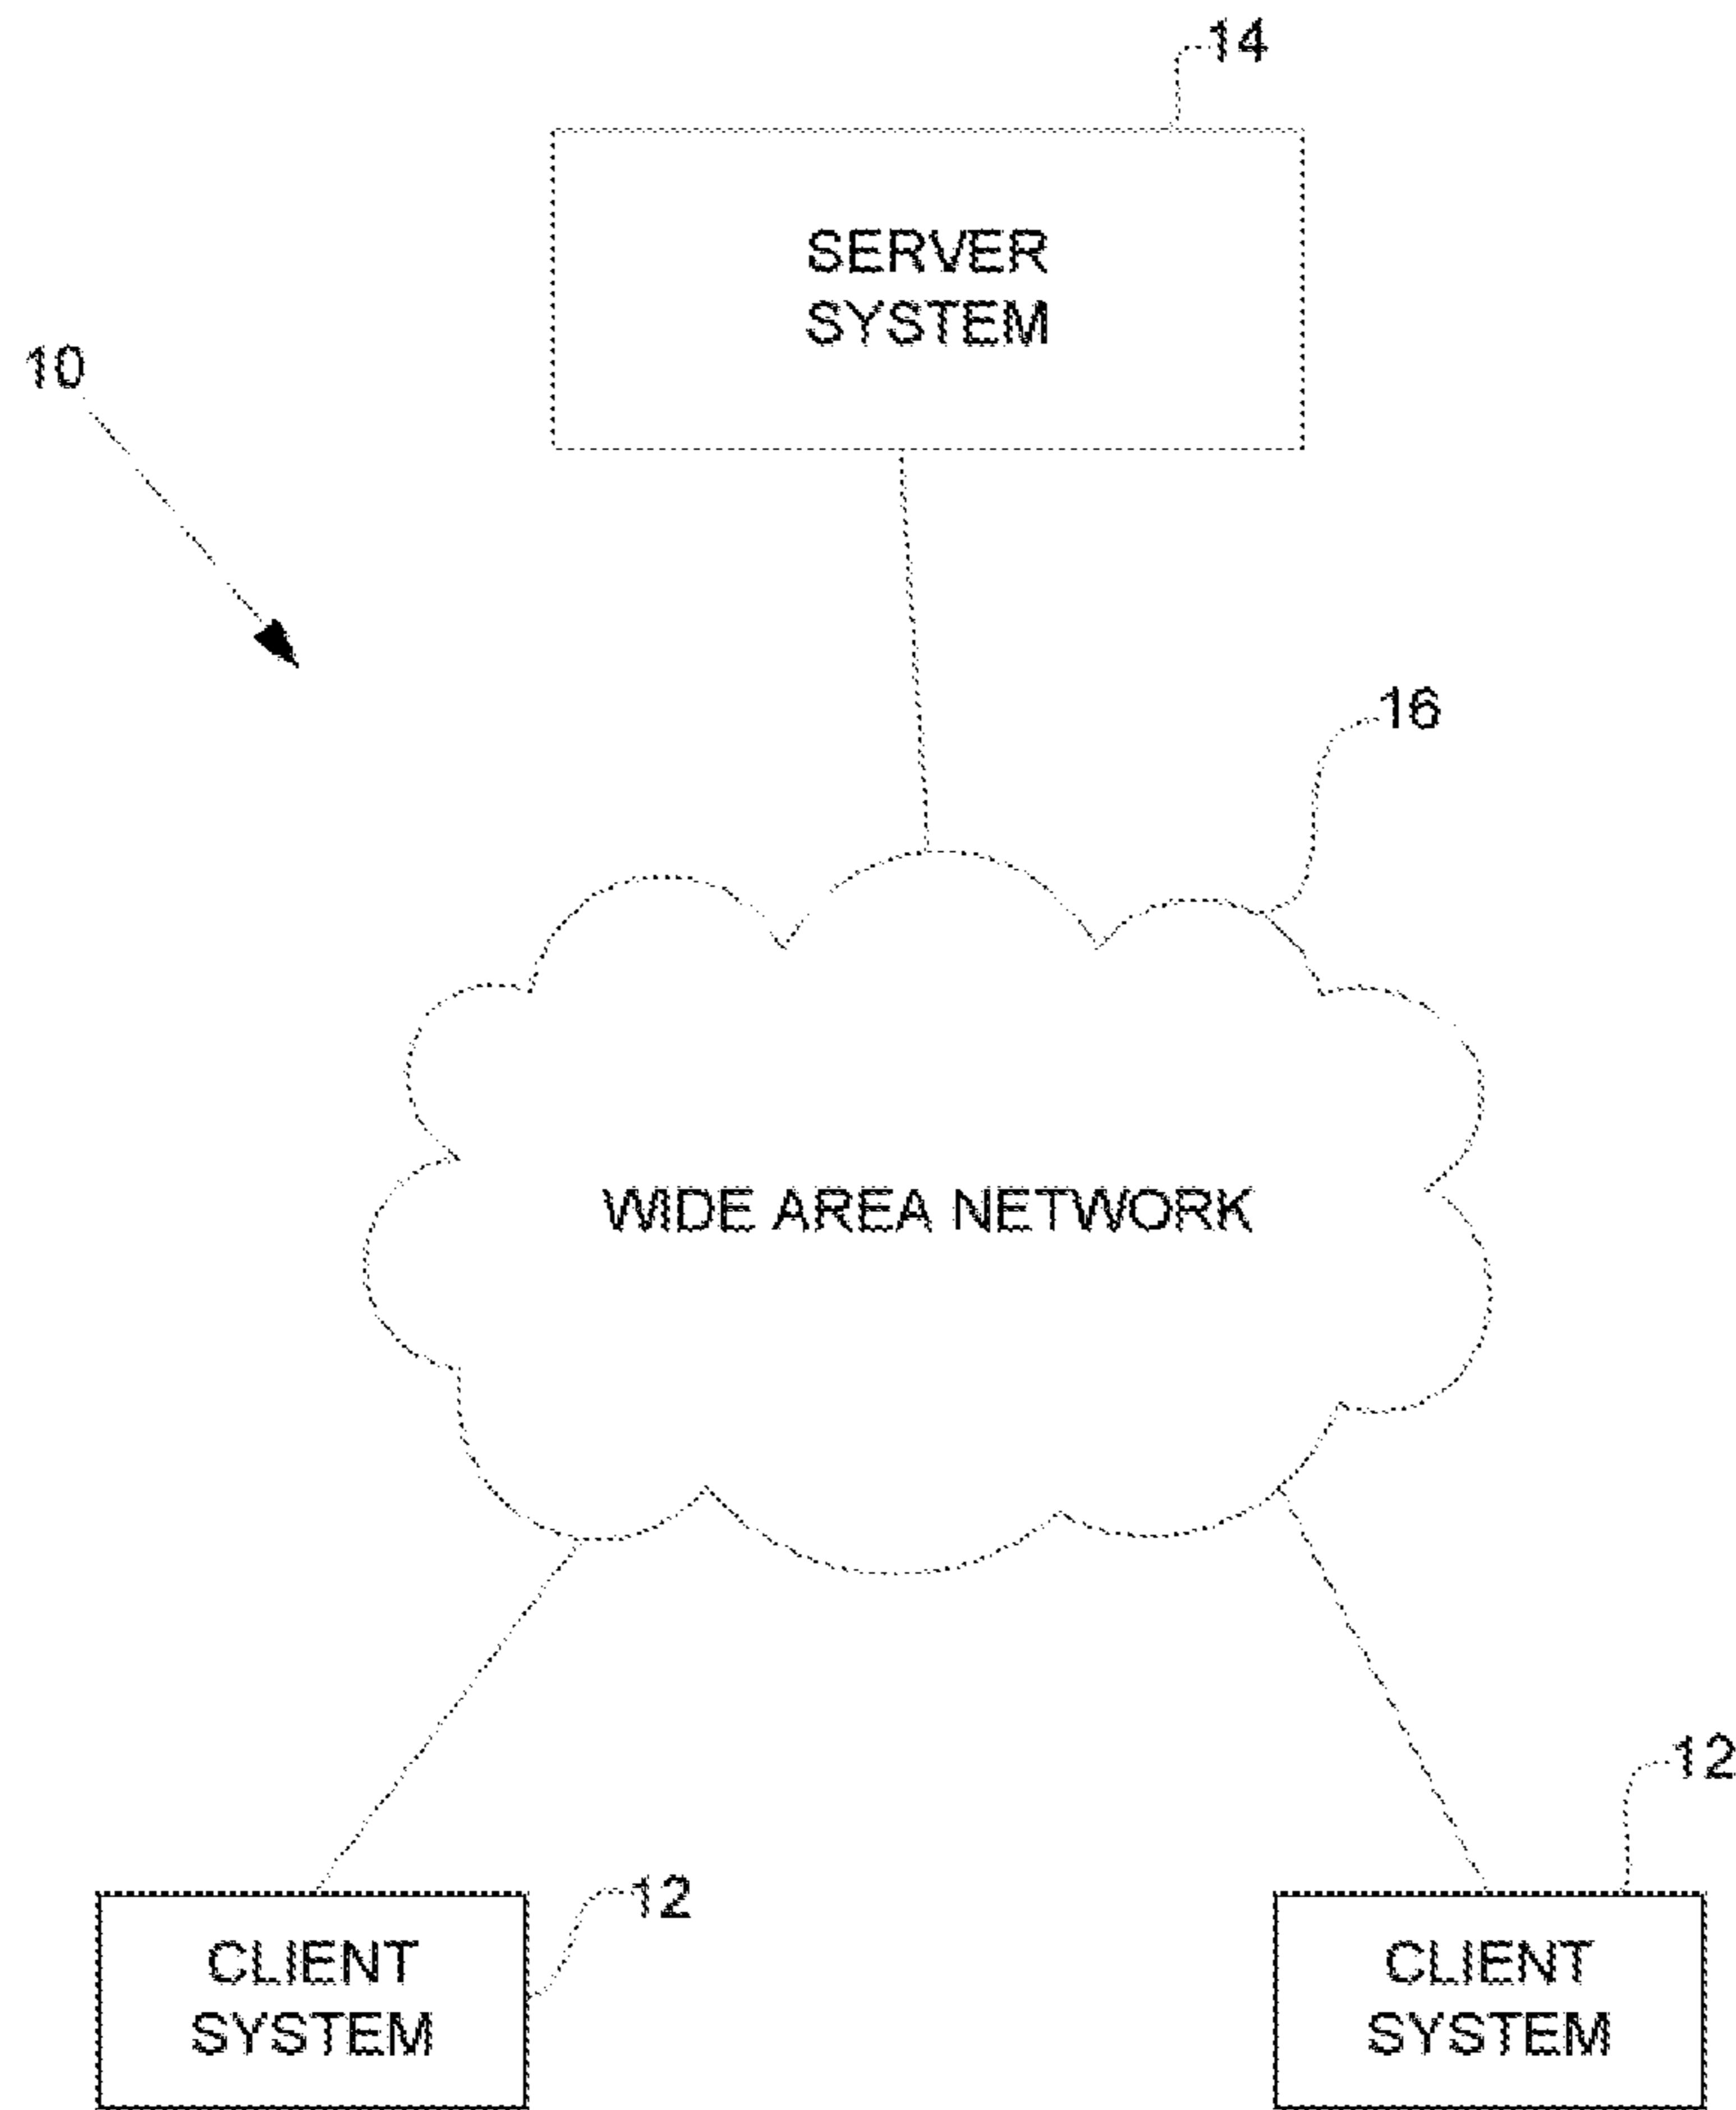 14
SERVER
SYSTEM
10
16
WIDE AREA NETWORK
12
12
CLIENT
SYSTEM
CLIENT
SYSTEM